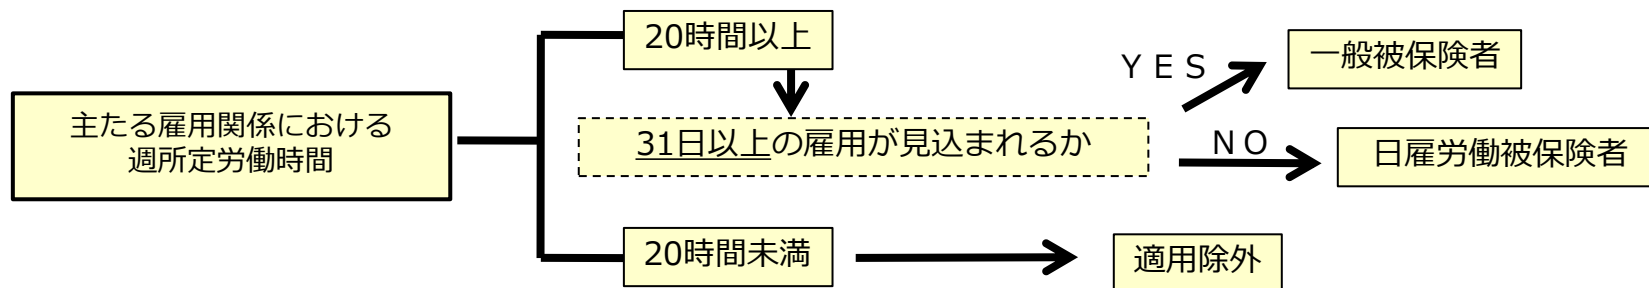 20時間以上
ＹＥＳ
一般被保険者
主たる雇用関係における
週所定労働時間
31日以上の雇用が見込まれるか
ＮＯ
日雇労働被保険者
20時間未満
適用除外